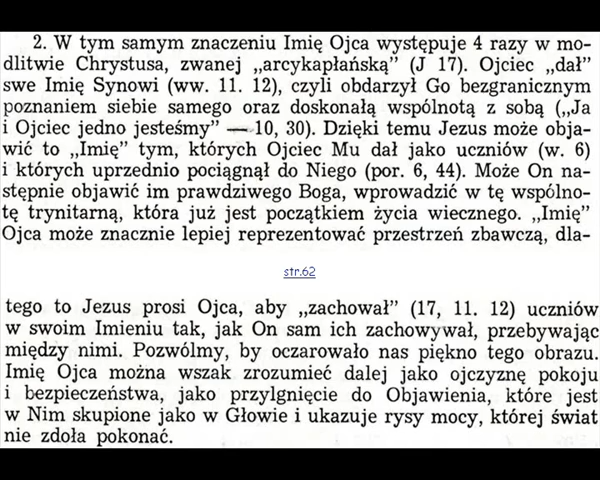 2. W tym samym znaczeniu Imię Ojca występuje 4 razy w mo-
dlitwie Chrystusa, zwanej „arcykapłańską” (J 17). Ojciec „dał”
swe Imię Synowi (ww. 11. 12), czyli obdarzył Go bezgranicznym
poznaniem siebie samego oraz doskonałą wspólnotą z sobą („Ja
i Ojciec jedno jesteśmy” — 10, 30). Dzięki temu Jezus może obja-
wić to „Imię” tym, których Ojciec Mu dał jako uczniów (w. 6)
i których uprzednio pociągnął do Niego (por. 6, 44). Może On na-
stępnie objawić im prawdziwego Boga, wprowadzić w tę wspólno-
tę trynitarną, która już jest początkiem życia wiecznego. „Imię”
Ojca może znacznie lepiej reprezentować przestrzeń zbawczą, dla-
str.62
tego to Jezus prosi Ojca, aby „zachował” (17, 11. 12) uczniów
w swoim Imieniu tak, jak On sam ich zachowywał, przebywając
między nimi. Pozwólmy, by oczarowało nas piękno tego obrazu.
Imię Ojca można wszak zrozumieć dalej jako ojczyznę pokoju
i bezpieczeństwa, jako przylgnięcie do Objawienia, które jest
w Nim skupione jako w Głowie i ukazuje rysy mocy, której świat
nie zdoła pokonać.